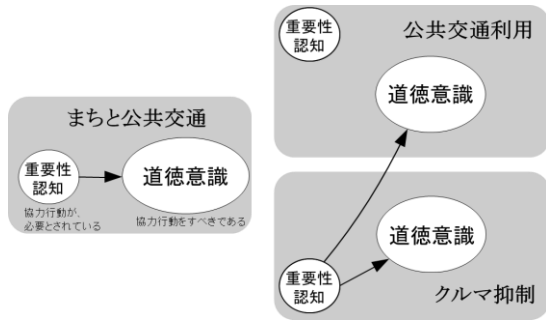 まちと公共交通
重要性
認知
道徳意識
協力行動が、
必要とされている
協力行動をすべきである
重要性
認知
公共交通利用
道徳意識
道徳意識
重要性
認知
クルマ抑制